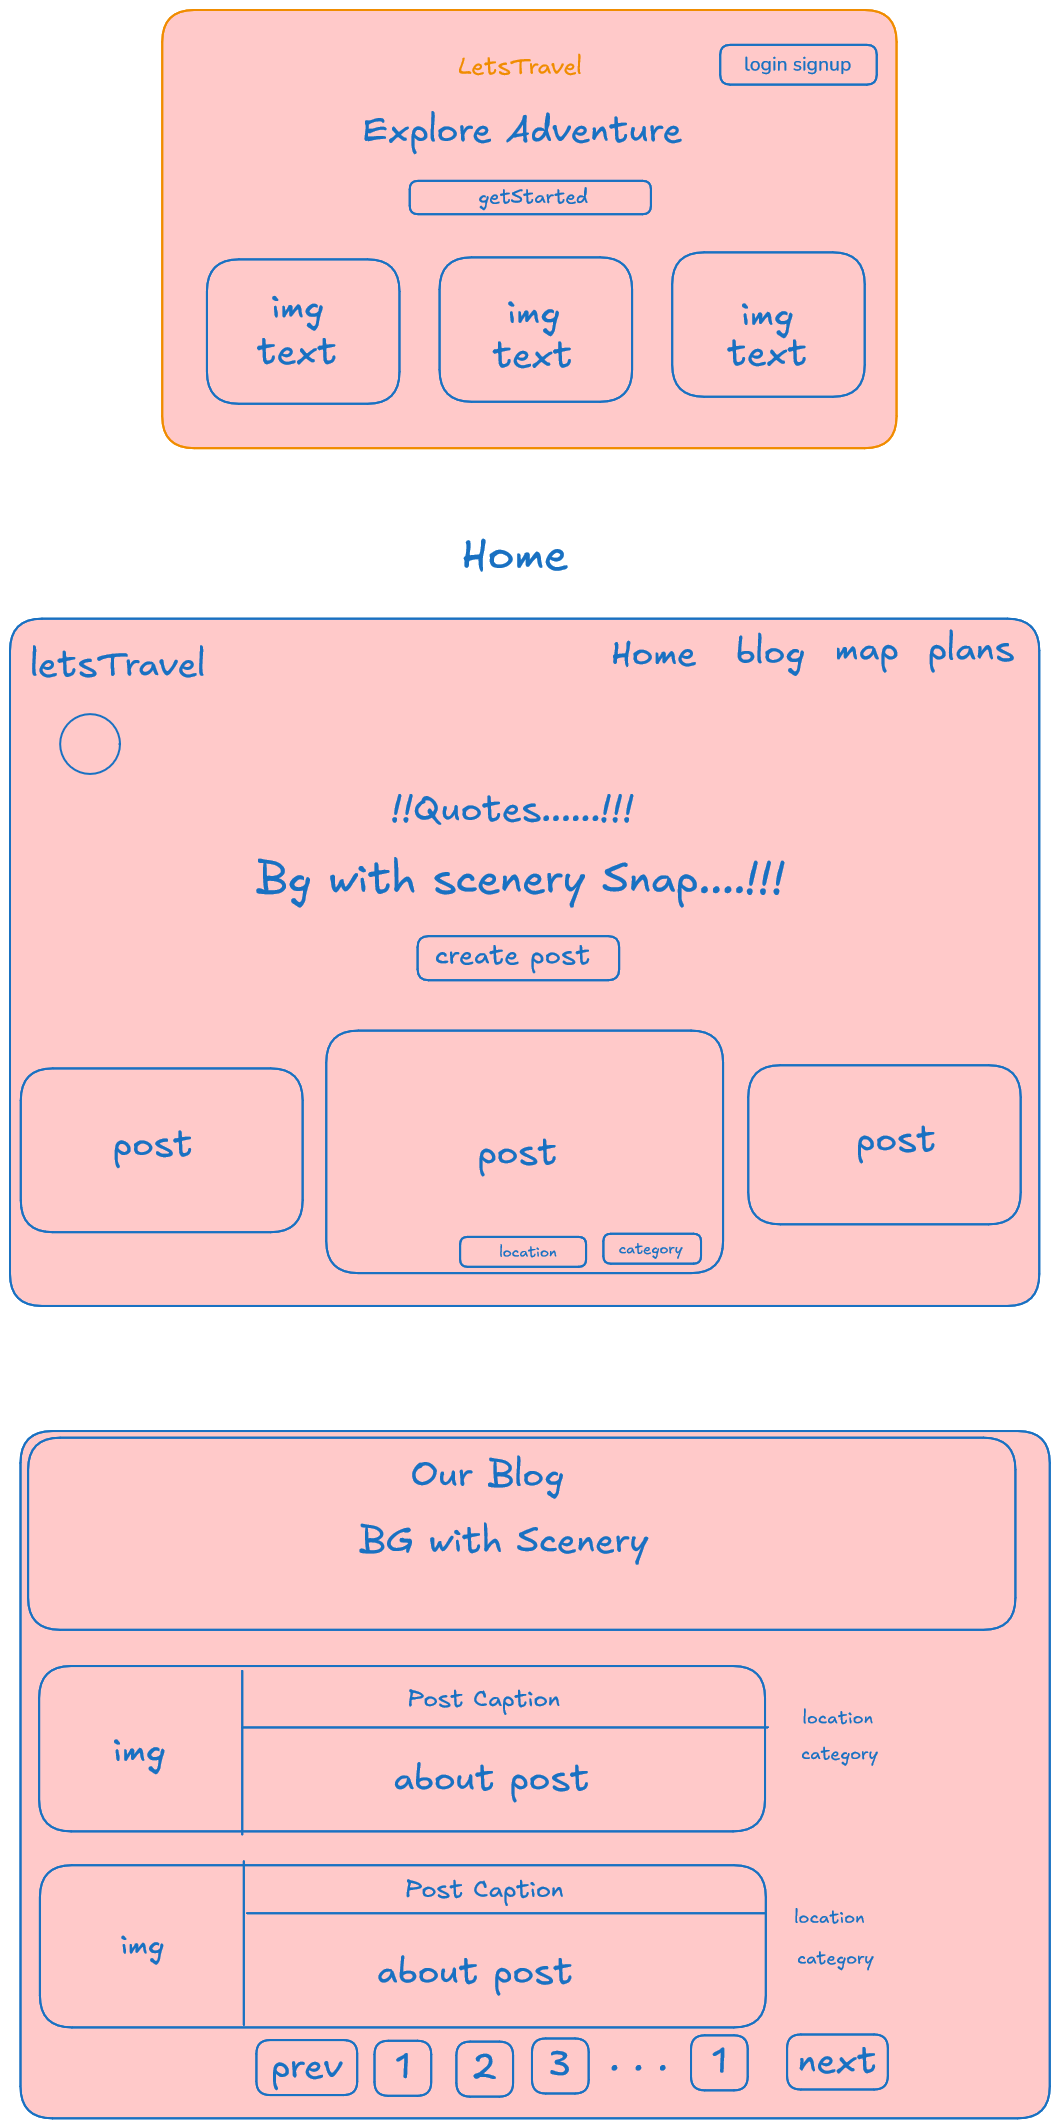 LetsTravel
login signup
Explore Adventure
getStarted
img
text
img
text
img
text
Home
letsTravel
Home blog map plans
!!Quotes......!!!
Bg with scenery Snap....!!!
create post
post
post
location
category
post
Our Blog
BG with Scenery
img
Post Caption
about post
location
category
img
Post Caption
about post
location
category
prev 1 2 3 ... 1 next